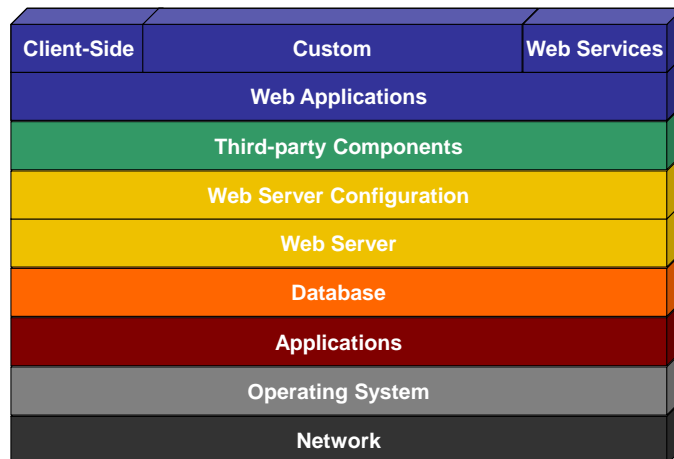 Client-Side Custom Web Services
Web Applications
Third-party Components
Web Server Configuration
Web Server
Database
Applications
Operating System
Network